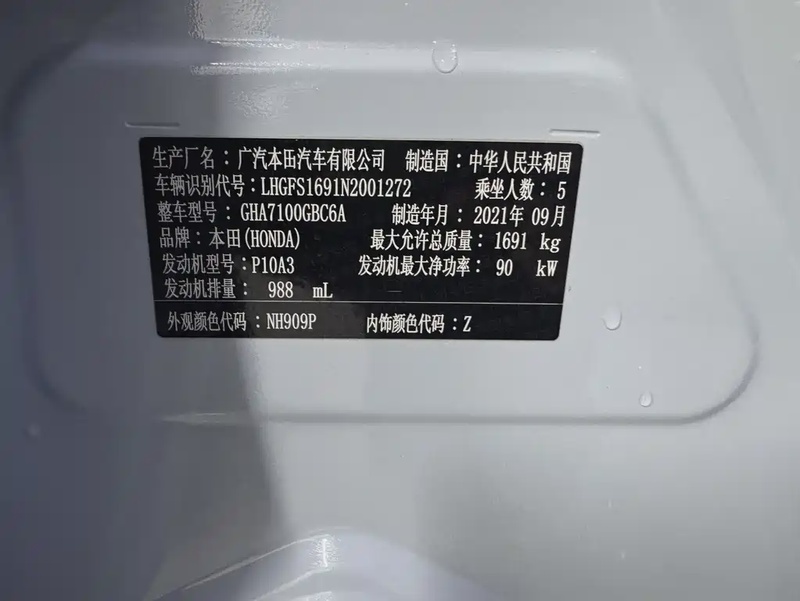 生产厂名：广汽本田汽车有限公司 制造国：中华人民共和国
车辆识别代号：LHGFS1691N2001272 乘坐人数：5
整车型号：GHA7100GBC6A 制造年月：2021年09月
品牌：本田(HONDA) 最大允许总质量：1691 kg
发动机型号：P10A3 发动机最大净功率：90 kW
发动机排量：988 mL
外观颜色代码：NH909P 内饰颜色代码：Z